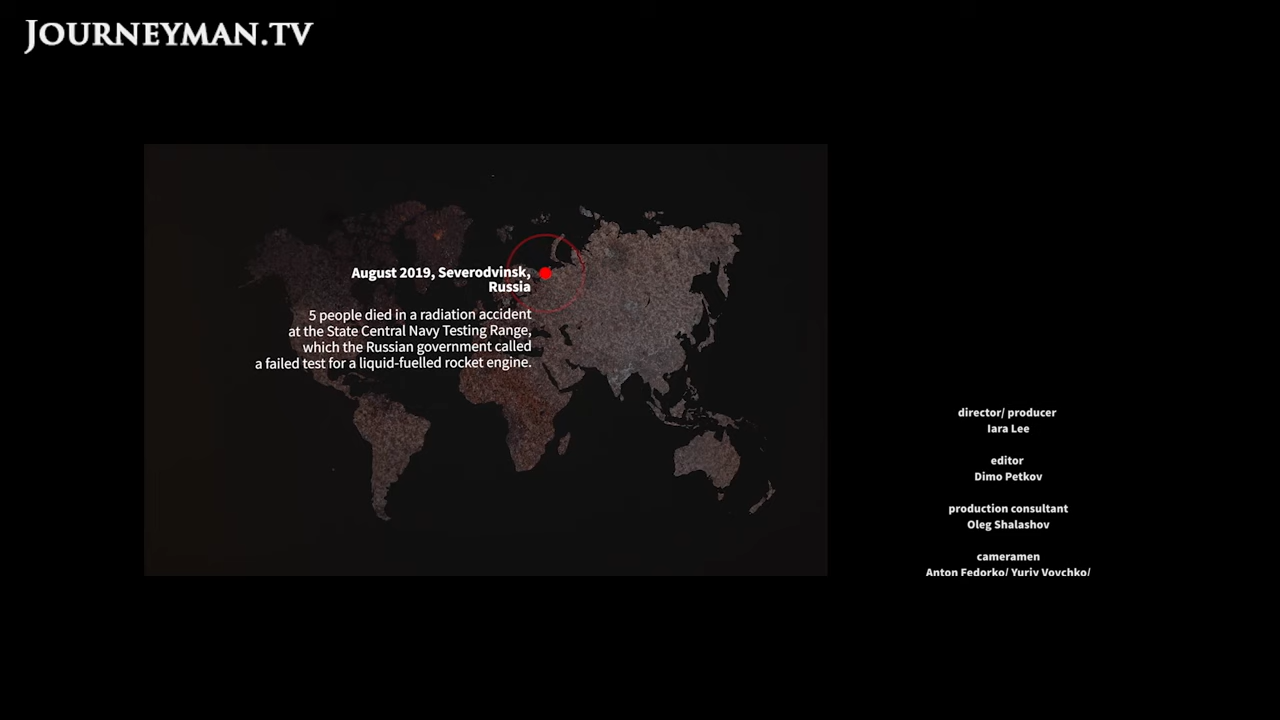 JOURNEYMAN.TV
August 2019, Severodvinsk,
Russia
5 people died in a radiation accident
at the State Central Navy Testing Range,
which the Russian government called
a failed test for a liquid-fuelled rocket engine.
director/ producer
Iara Lee
editor
Dimo Petkov
production consultant
Oleg Shalashov
cameramen
Anton Fedorko/ Yuriy Vovchko/